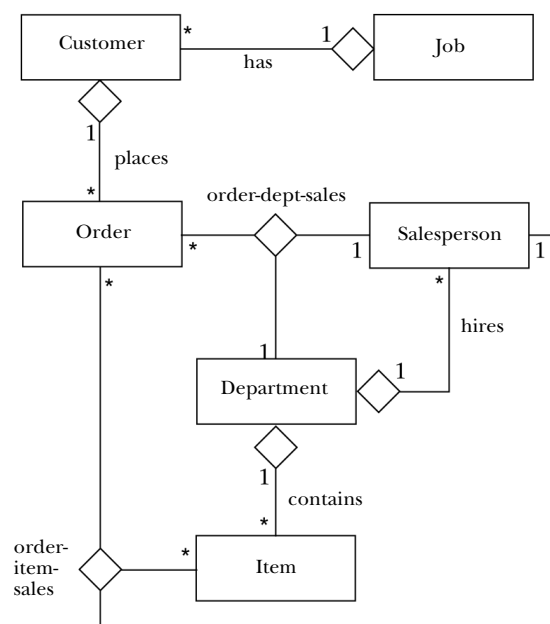 Customer
*
1
Job
has
1
places
*
order-dept-sales
Order
*
1
Salesperson
1
*
*
hires
1
1
Department
1
contains
*
order-
item-
sales
*
Item